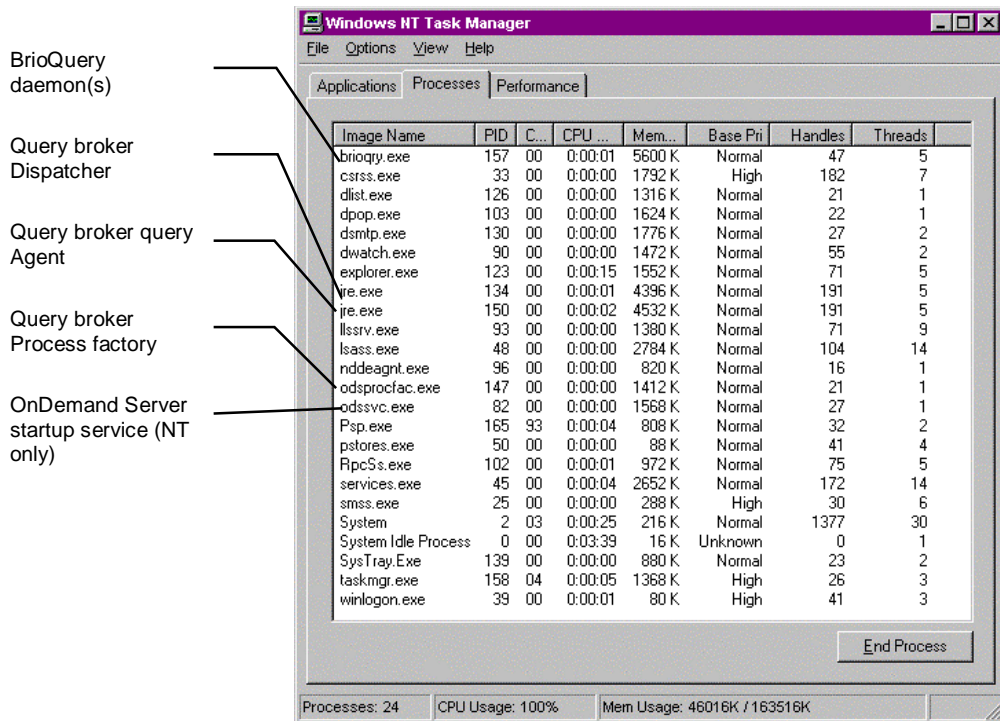 BrioQuery
daemon(s)
Query broker
Dispatcher
Query broker query
Agent
Query broker
Process factory
OnDemand Server
startup service (NT
only)
Windows NT Task Manager
File Options View Help
Applications Processes Performance
Image Name PID C... CPU ... Mem... Base Pri Handles Threads
brioqry.exe 157 00 0:00:01 5600 K Normal 47 5
csrss.exe 33 00 0:00:00 1792 K High 182 7
dlist.exe 126 00 0:00:00 1316 K Normal 21 1
dpop.exe 103 00 0:00:00 1624 K Normal 22 1
dsmtp.exe 130 00 0:00:00 1776 K Normal 27 2
dwatch.exe 90 00 0:00:00 1472 K Normal 55 2
explorer.exe 123 00 0:00:15 1552 K Normal 71 5
jre.exe 134 00 0:00:01 4396 K Normal 191 5
jre.exe 150 00 0:00:02 4532 K Normal 191 5
llssrv.exe 93 00 0:00:00 1380 K Normal 71 9
lsass.exe 48 00 0:00:00 2784 K Normal 104 14
nddeagnt.exe 96 00 0:00:00 820 K Normal 16 1
odsprocfac.exe 147 00 0:00:00 1412 K Normal 21 1
odssvc.exe 82 00 0:00:00 1568 K Normal 27 1
Psp.exe 165 93 0:00:04 808 K Normal 32 2
pstores.exe 50 00 0:00:00 88 K Normal 41 4
RpcSs.exe 102 00 0:00:01 972 K Normal 75 5
services.exe 45 00 0:00:04 2652 K Normal 172 14
smss.exe 25 00 0:00:00 288 K High 30 6
System 2 03 0:00:25 216 K Normal 1377 30
System Idle Process 0 00 0:03:39 16 K Unknown 0 1
SysTray.Exe 139 00 0:00:00 880 K Normal 23 2
taskmgr.exe 158 04 0:00:05 1368 K High 26 3
winlogon.exe 39 00 0:00:01 80 K High 41 3
End Process
Processes: 24 CPU Usage: 100% Mem Usage: 46016K / 163516K